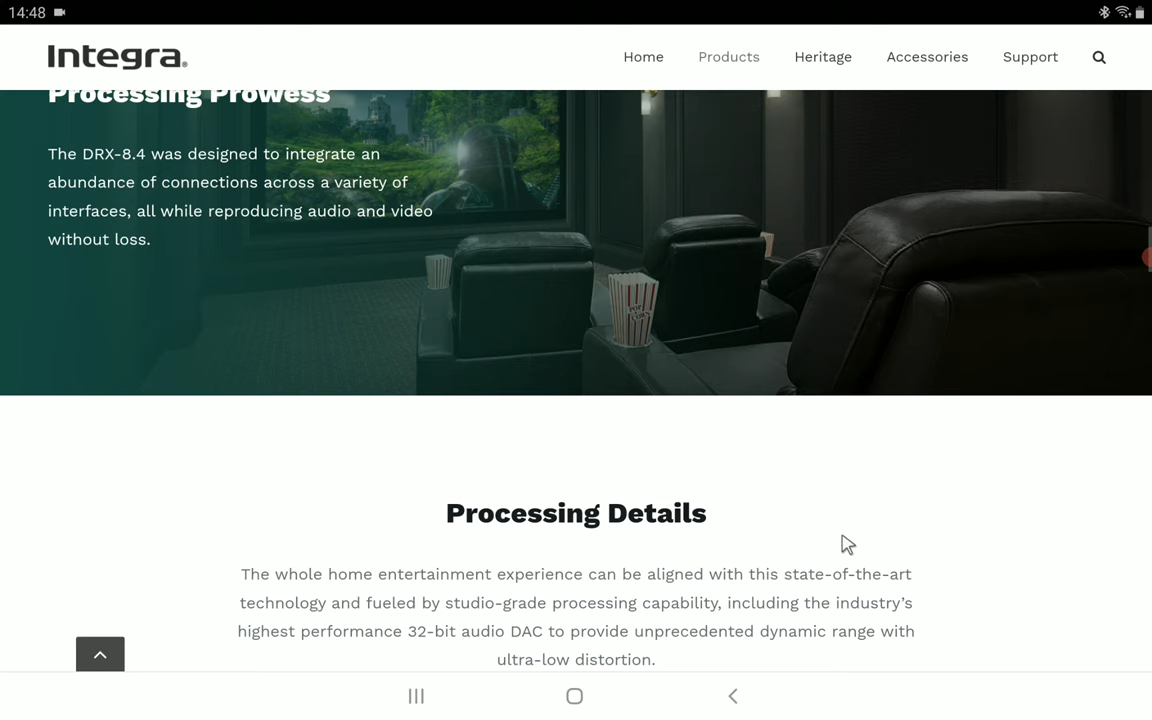 14:48
Integra®
Home Products Heritage Accessories Support
Processing Prowess
The DRX-8.4 was designed to integrate an
abundance of connections across a variety of
interfaces, all while reproducing audio and video
without loss.
POP
CORN
Processing Details
The whole home entertainment experience can be aligned with this state-of-the-art
technology and fueled by studio-grade processing capability, including the industry’s
highest performance 32-bit audio DAC to provide unprecedented dynamic range with
ultra-low distortion.